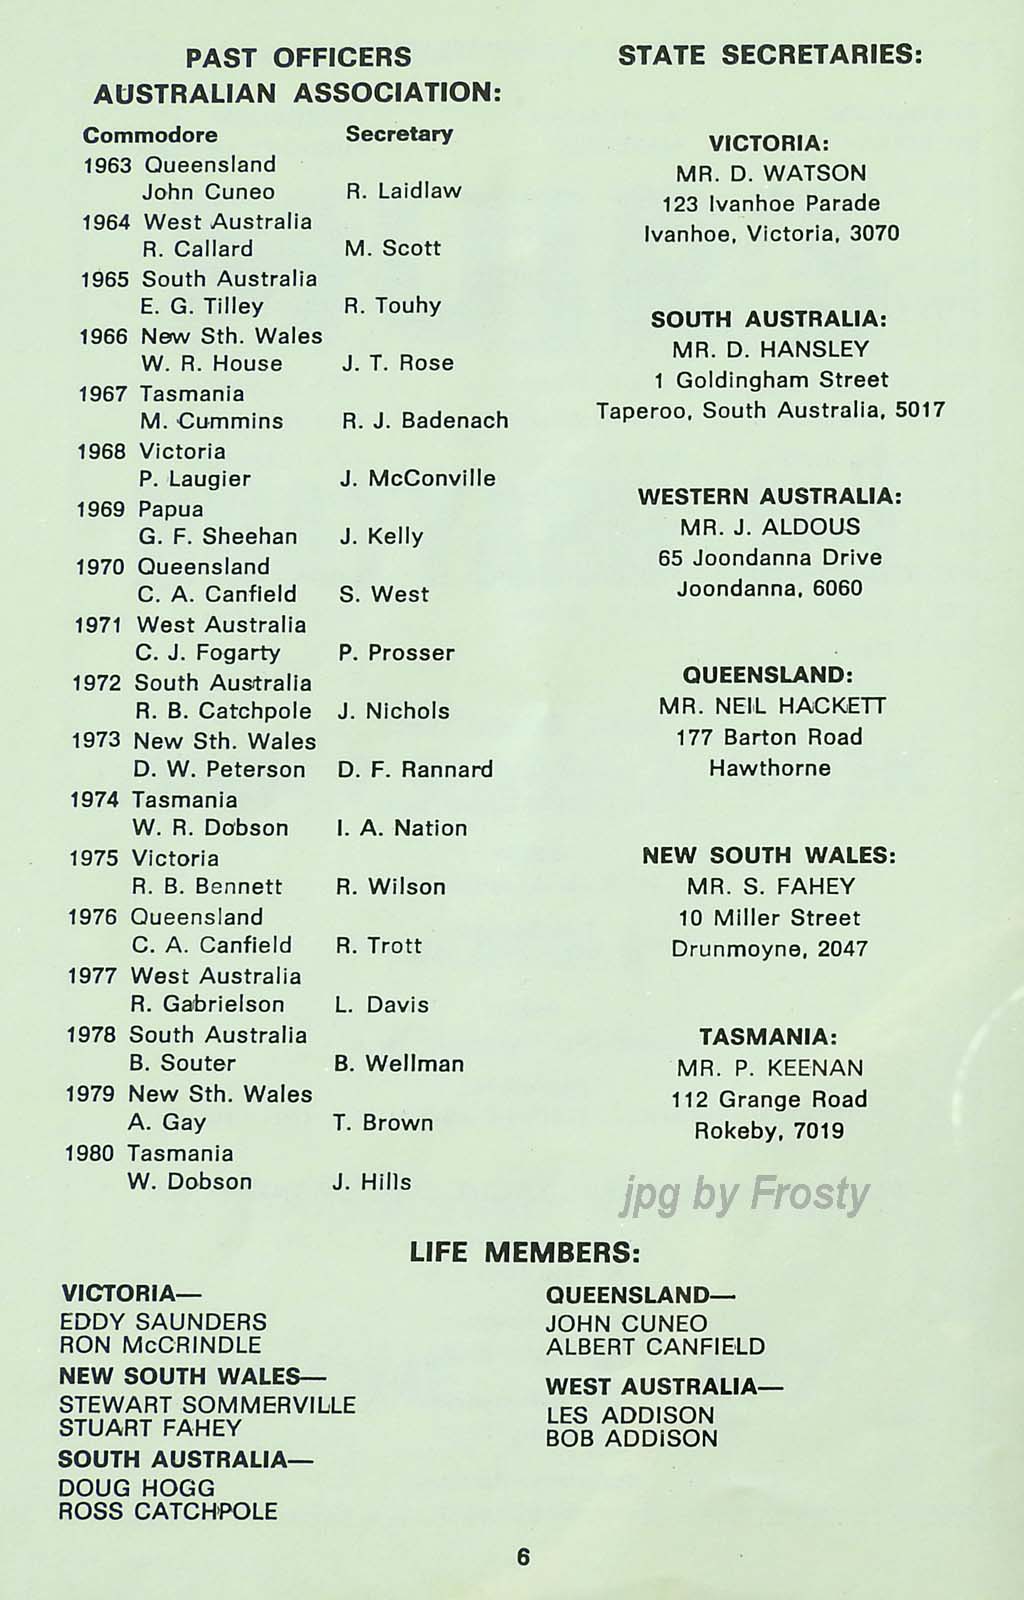 PAST OFFICERS
AUSTRALIAN ASSOCIATION:
Commodore Secretary
1963 Queensland
John Cuneo R. Laidlaw
1964 West Australia
R. Callard M. Scott
1965 South Australia
E. G. Tilley R. Touhy
1966 New Sth. Wales
W. R. House J. T. Rose
1967 Tasmania
M. Cummins R. J. Badenach
1968 Victoria
P. Laugier J. McConville
1969 Papua
G. F. Sheehan J. Kelly
1970 Queensland
C. A. Canfield S. West
1971 West Australia
C. J. Fogarty P. Prosser
1972 South Australia
R. B. Catchpole J. Nichols
1973 New Sth. Wales
D. W. Peterson D. F. Rannard
1974 Tasmania
W. R. Dobson I. A. Nation
1975 Victoria
R. B. Bennett R. Wilson
1976 Queensland
C. A. Canfield R. Trott
1977 West Australia
R. Gabrielson L. Davis
1978 South Australia
B. Souter B. Wellman
1979 New Sth. Wales
A. Gay T. Brown
1980 Tasmania
W. Dobson J. Hills
STATE SECRETARIES:
VICTORIA:
MR. D. WATSON
123 Ivanhoe Parade
Ivanhoe, Victoria, 3070
SOUTH AUSTRALIA:
MR. D. HANSLEY
1 Goldingham Street
Taperoo, South Australia, 5017
WESTERN AUSTRALIA:
MR. J. ALDOUS
65 Joondanna Drive
Joondanna, 6060
QUEENSLAND:
MR. NEIL HACKETT
177 Barton Road
Hawthorne
NEW SOUTH WALES:
MR. S. FAHEY
10 Miller Street
Drunmoyne, 2047
TASMANIA:
MR. P. KEENAN
112 Grange Road
Rokeby, 7019
jpg by Frosty
LIFE MEMBERS:
VICTORIA—
EDDY SAUNDERS
RON McCRINDLE
NEW SOUTH WALES—
STEWART SOMMERVILLE
STUART FAHEY
SOUTH AUSTRALIA—
DOUG HOGG
ROSS CATCHPOLE
QUEENSLAND—
JOHN CUNEO
ALBERT CANFIELD
WEST AUSTRALIA—
LES ADDISON
BOB ADDISON
6